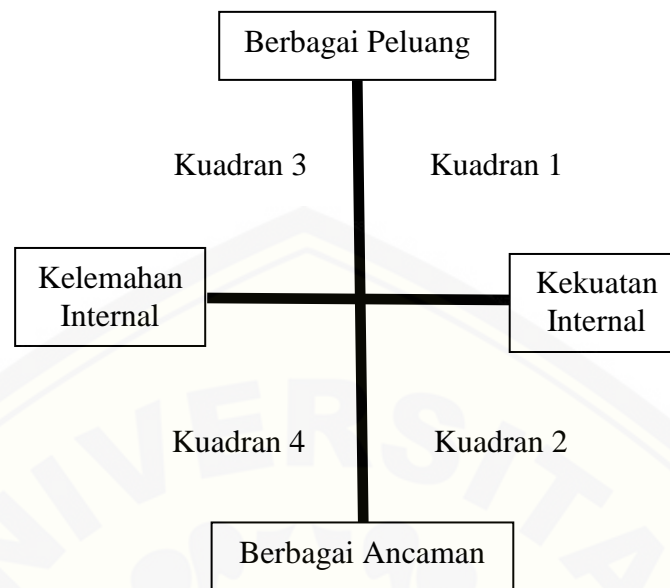 Berbagai Peluang
Kuadran 3
Kuadran 1
Kelemahan
Internal
Kekuatan
Internal
Kuadran 4
Kuadran 2
Berbagai Ancaman